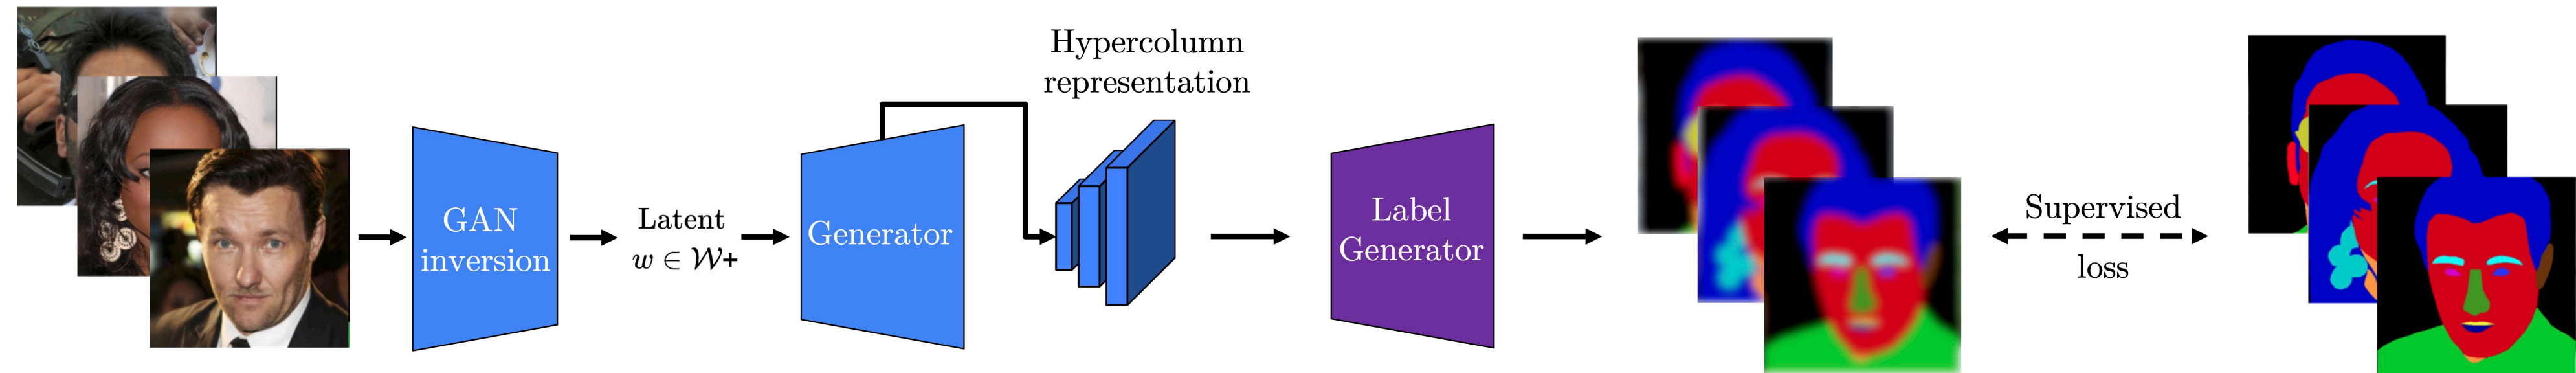 GAN
inversion
Latent
w ∈ 𝒲+
Generator
Hypercolumn
representation
Label
Generator
Supervised
loss